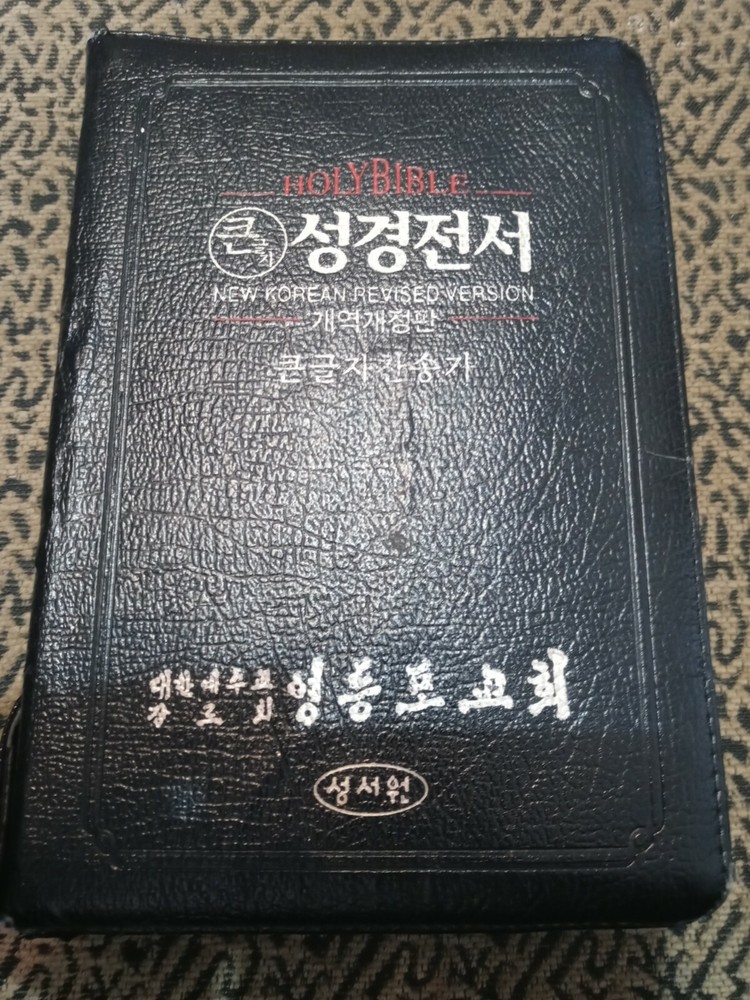 HOLY BIBLE
큰글자 성경전서
NEW KOREAN REVISED VERSION
개역개정판
큰글자찬송가
대한예수교
장로회 영등포교회
성서원